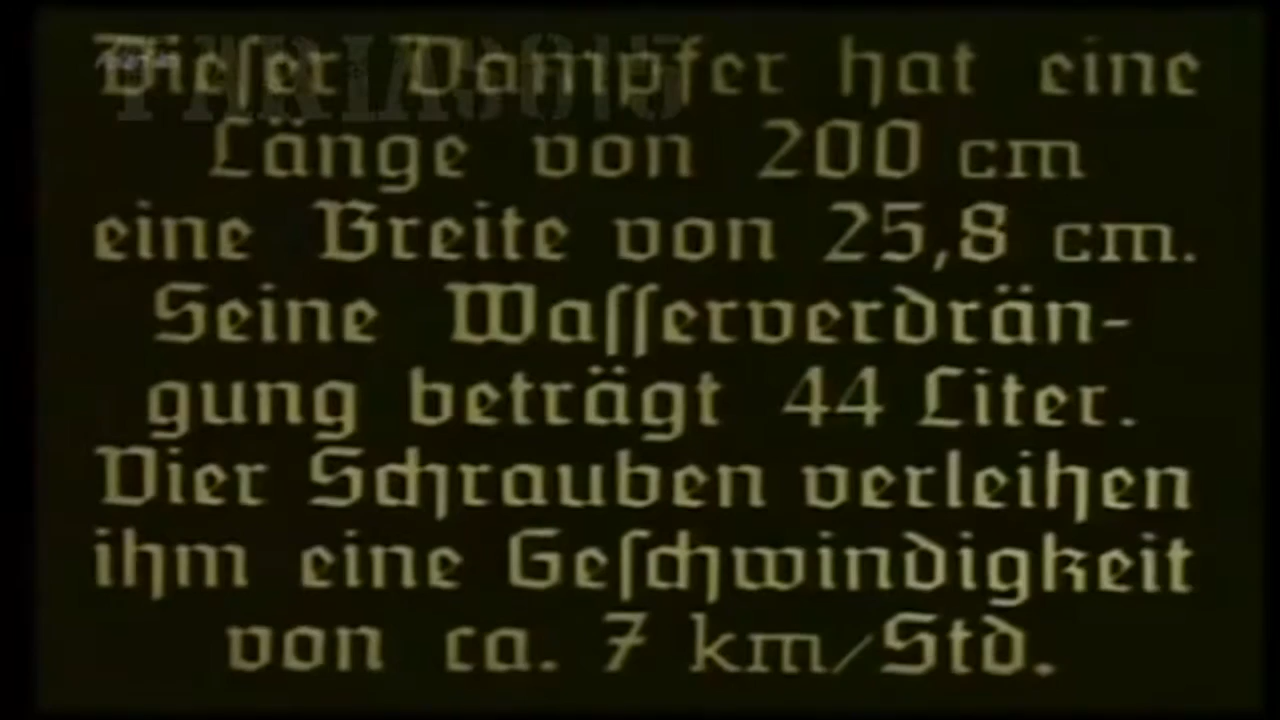 Dieſer Dampfer hat eine
Länge von 200 cm
eine Breite von 25,8 cm.
Seine Waſſerverdrän-
gung beträgt 44 Liter.
Vier Schrauben verleihen
ihm eine Geſchwindigkeit
von ca. 7 km/Std.